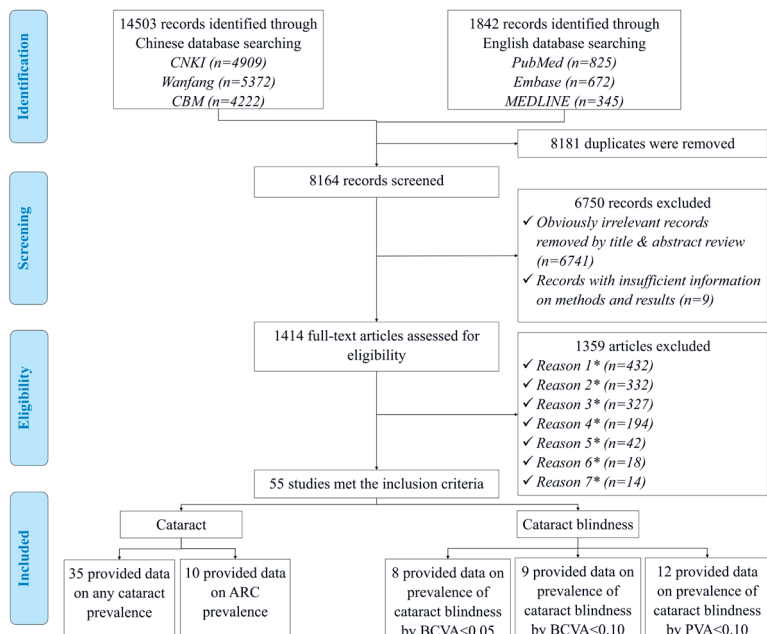 Identification
14503 records identified through
Chinese database searching
CNKI (n=4909)
Wanfang (n=5372)
CBM (n=4222)
1842 records identified through
English database searching
PubMed (n=825)
Embase (n=672)
MEDLINE (n=345)
8181 duplicates were removed
Screening
8164 records screened
6750 records excluded
✓ Obviously irrelevant records
removed by title & abstract review
(n=6741)
✓ Records with insufficient information
on methods and results (n=9)
Eligibility
1414 full-text articles assessed for
eligibility
1359 articles excluded
✓ Reason 1* (n=432)
✓ Reason 2* (n=332)
✓ Reason 3* (n=327)
✓ Reason 4* (n=194)
✓ Reason 5* (n=42)
✓ Reason 6* (n=18)
✓ Reason 7* (n=14)
55 studies met the inclusion criteria
Included
Cataract
Cataract blindness
35 provided data
on any cataract
prevalence
10 provided data
on ARC
prevalence
8 provided data on
prevalence of
cataract blindness
by BCVA<0.05
9 provided data on
prevalence of
cataract blindness
by BCVA<0.10
12 provided data
on prevalence of
cataract blindness
by PVA<0.10